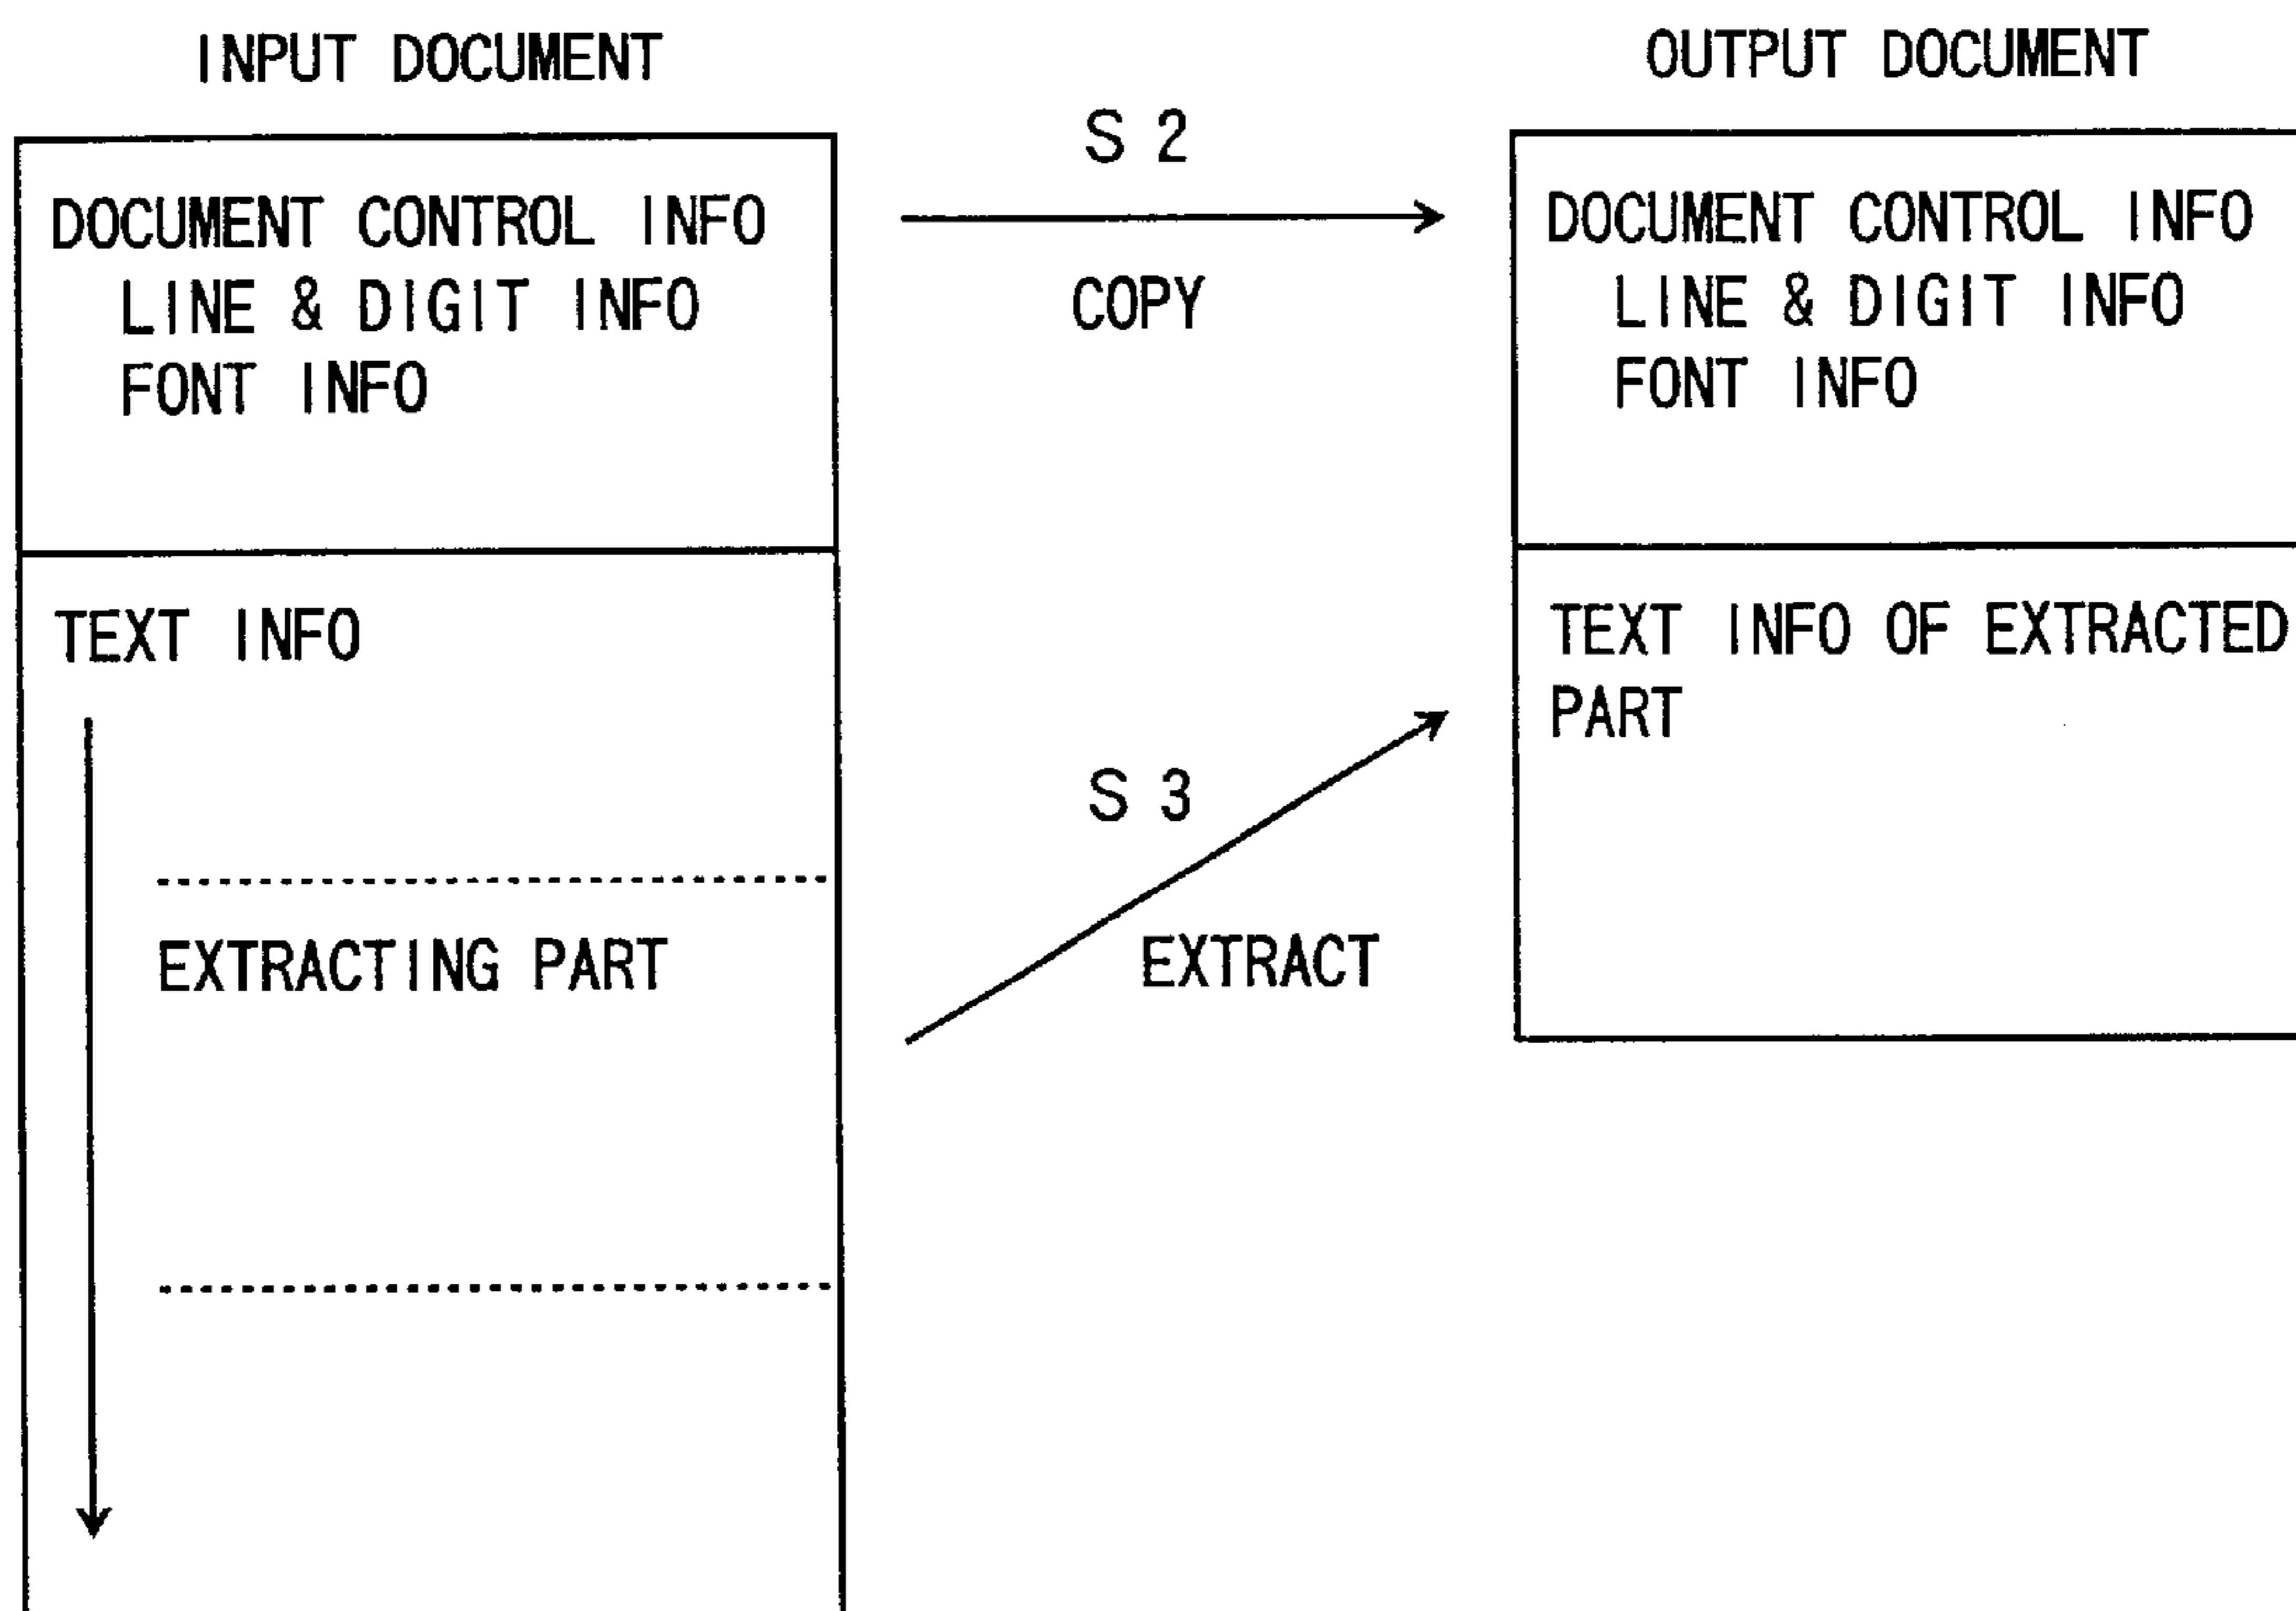 INPUT DOCUMENT
DOCUMENT CONTROL INFO
LINE & DIGIT INFO
FONT INFO
TEXT INFO
EXTRACTING PART
S 2
COPY
S 3
EXTRACT
OUTPUT DOCUMENT
DOCUMENT CONTROL INFO
LINE & DIGIT INFO
FONT INFO
TEXT INFO OF EXTRACTED
PART